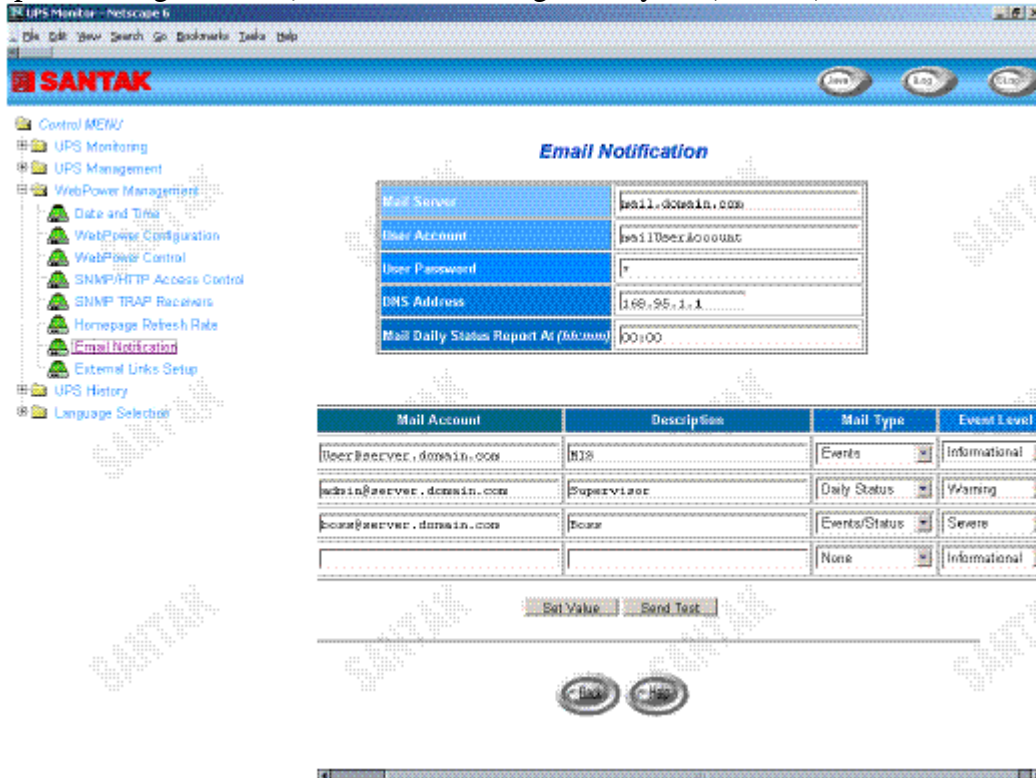 UPS Monitor - Netscape 6
File Edit View Search Go Bookmarks Tasks Help
SANTAK
Java Log
Control MENU
UPS Monitoring
UPS Management
WebPower Management
Date and Time
WebPower Configuration
WebPower Control
SNMP/HTTP Access Control
SNMP TRAP Receivers
Homepage Refresh Rate
Email Notification
External Links Setup
UPS History
Language Selection
Email Notification
Mail Server mail.domain.com
User Account mailUserAccount
User Password *
DNS Address 168.95.1.1
Mail Daily Status Report At (hh:mm) 00:00
Mail Account Description Mail Type Event Level
User@server.domain.com MIS Events Informational
admin@server.domain.com Supervisor Daily Status Warning
boss@server.domain.com Boss Events/Status Severe
None Informational
Set Value Send Test
Back Help